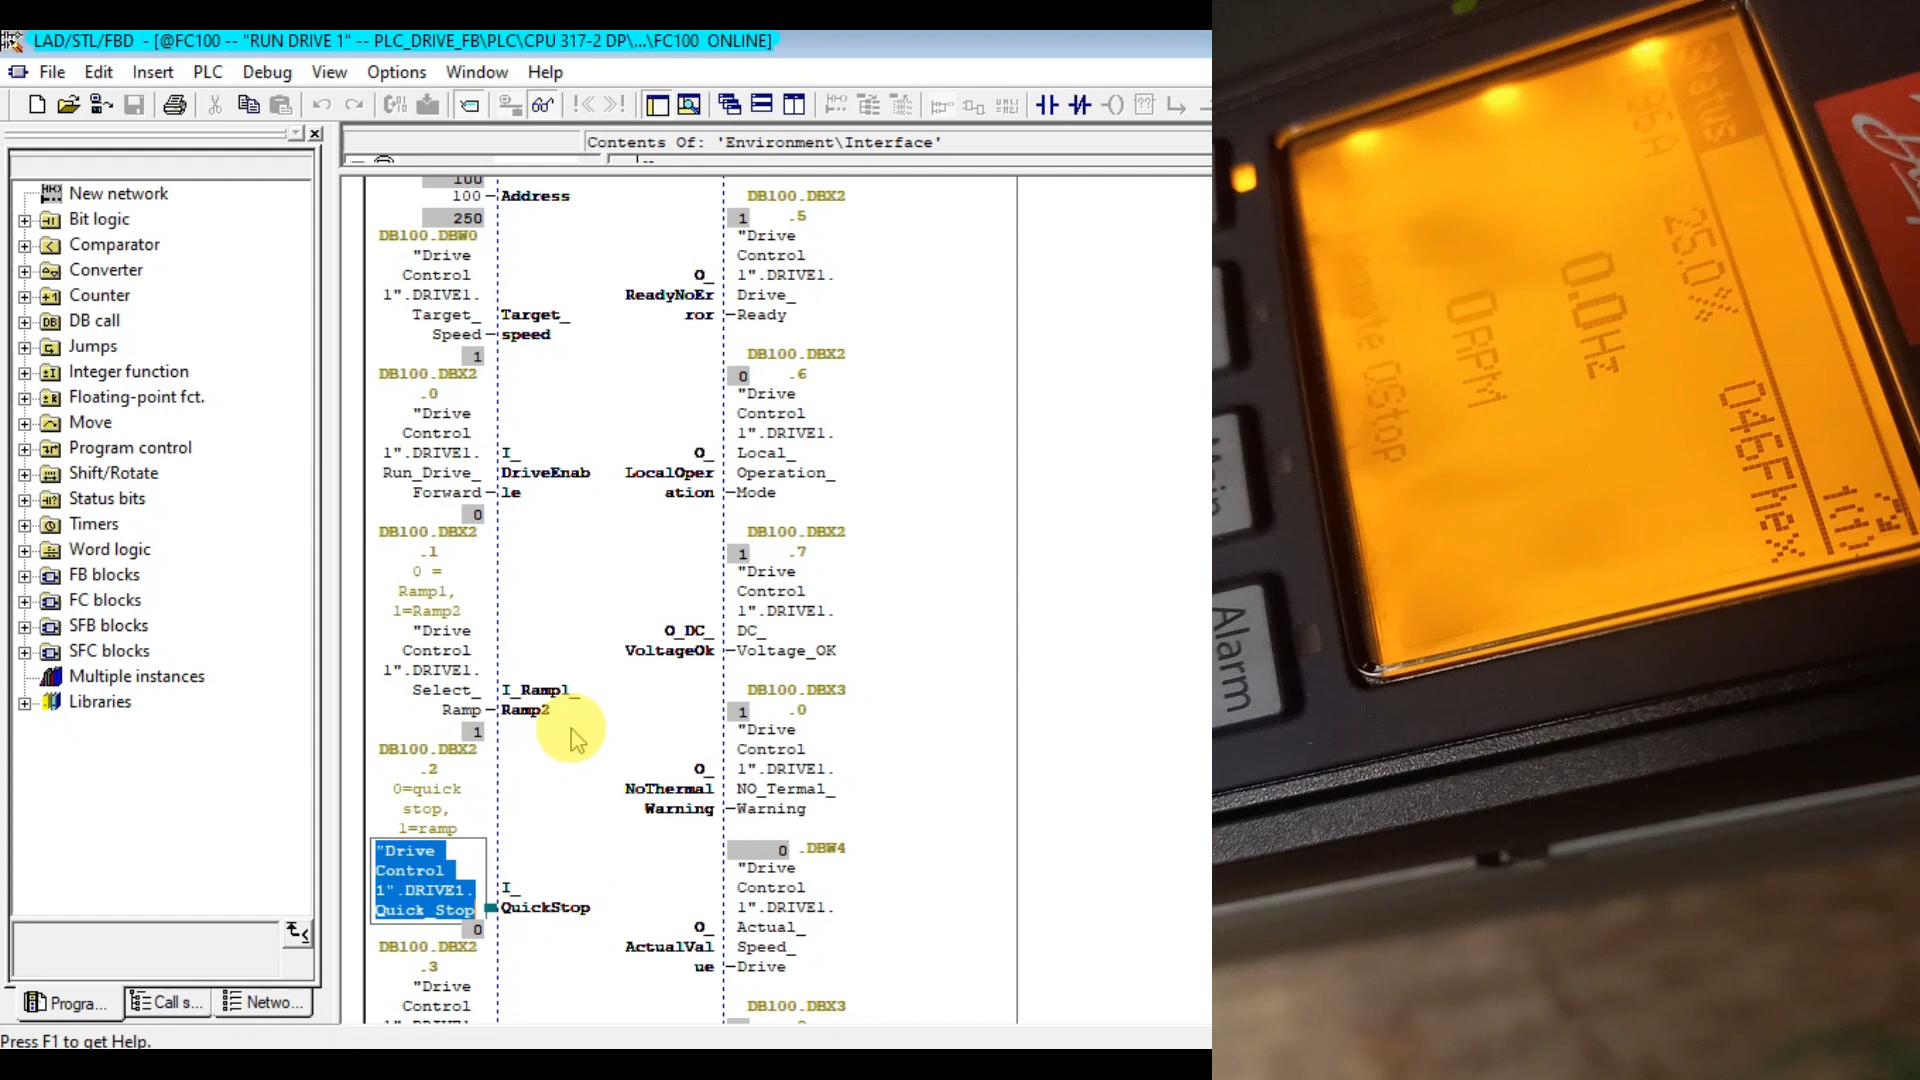 LAD/STL/FBD - [@FC100 -- "RUN DRIVE 1" -- PLC_DRIVE_FB\PLC\CPU 317-2 DP\...\FC100 ONLINE]
File Edit Insert PLC Debug View Options Window Help
Contents Of: 'Environment\Interface'
New network
Bit logic
Comparator
Converter
Counter
DB call
Jumps
Integer function
Floating-point fct.
Move
Program control
Shift/Rotate
Status bits
Timers
Word logic
FB blocks
FC blocks
SFB blocks
SFC blocks
Multiple instances
Libraries
Progra...
Call s...
Netwo...
Press F1 to get Help.
100
100
Address
250
DB100.DBW0
"Drive
Control
1".DRIVE1.
Target_
Speed
Target_
speed
1
DB100.DBX2
.0
"Drive
Control
1".DRIVE1.
Run_Drive_
Forward
I_
DriveEnab
le
0
DB100.DBX2
.1
0 =
Ramp1,
1=Ramp2
"Drive
Control
1".DRIVE1.
Select_
Ramp
I_Ramp1_
Ramp2
1
DB100.DBX2
.2
0=quick
stop,
1=ramp
"Drive
Control
1".DRIVE1.
Quick_Stop
I_
QuickStop
0
DB100.DBX2
.3
"Drive
Control
DB100.DBX2
1 .5
"Drive
Control
1".DRIVE1.
Drive_
Ready
O_
ReadyNoEr
ror
DB100.DBX2
0 .6
"Drive
Control
1".DRIVE1.
Local_
Operation_
Mode
O_
LocalOper
ation
DB100.DBX2
1 .7
"Drive
Control
1".DRIVE1.
DC_
Voltage_OK
O_DC_
VoltageOk
DB100.DBX3
1 .0
"Drive
Control
1".DRIVE1.
NO_Termal_
Warning
O_
NoThermal
Warning
0 .DBW4
"Drive
Control
1".DRIVE1.
Actual_
Speed_
Drive
O_
ActualVal
ue
DB100.DBX3
Status
25.0%
046Fhex
0.0Hz
0RPM
Remote QStop
1(1)
Main
Alarm